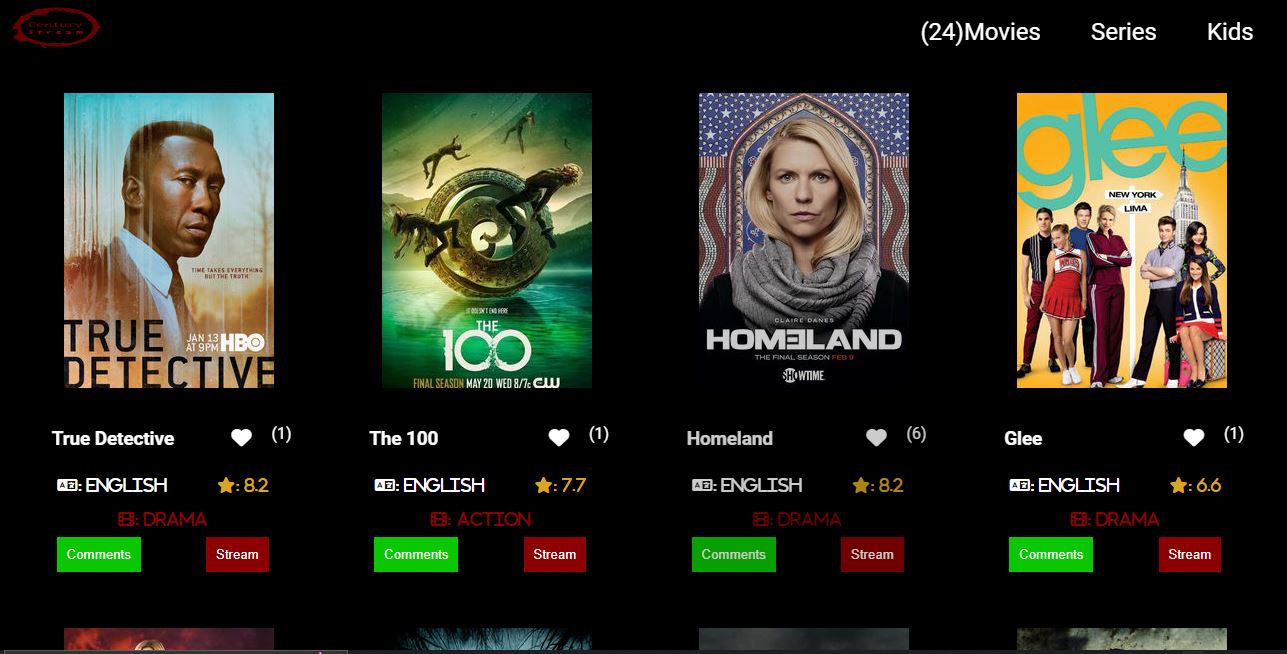 Century
Stream
(24)Movies Series Kids
TIME TAKES EVERYTHING
BUT THE TRUTH
TRUE
JAN 13
AT 9PM HBO
DETECTIVE
IT DOESN'T END HERE
THE
100
FINAL SEASON MAY 20 WED 8/7c CW
CLAIRE DANES
HOMELAND
THE FINAL SEASON FEB 9
SHOWTIME
glee
NEW YORK
LIMA
True Detective (1)
The 100 (1)
Homeland (6)
Glee (1)
: ENGLISH : 8.2
: ENGLISH : 7.7
: ENGLISH : 8.2
: ENGLISH : 6.6
: DRAMA
: ACTION
: DRAMA
: DRAMA
Comments Stream
Comments Stream
Comments Stream
Comments Stream